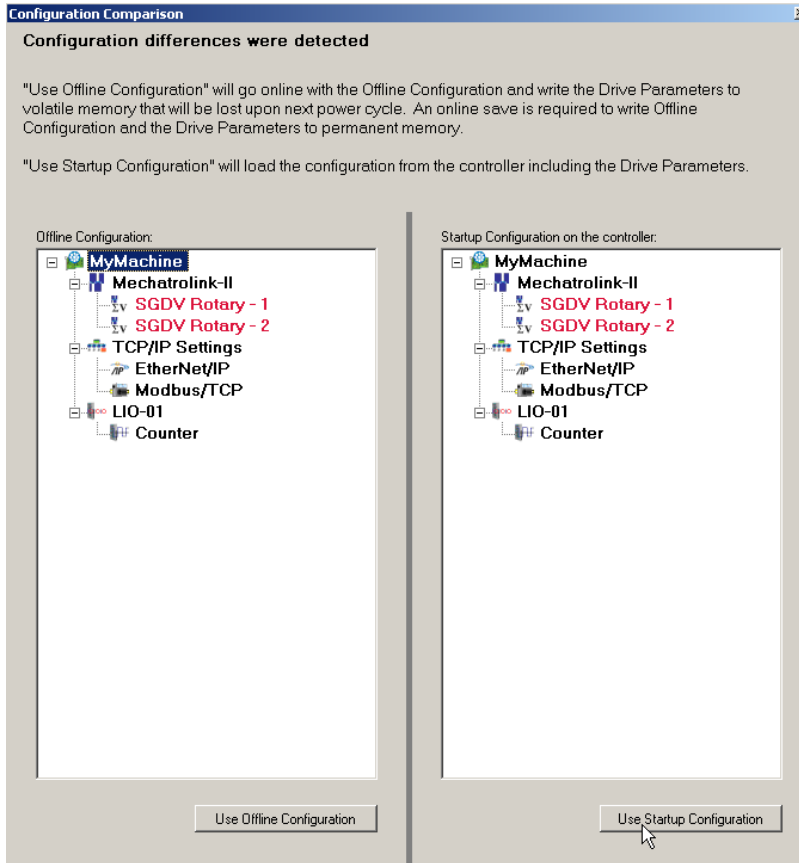 Configuration Comparison
Configuration differences were detected
"Use Offline Configuration" will go online with the Offline Configuration and write the Drive Parameters to
volatile memory that will be lost upon next power cycle. An online save is required to write Offline
Configuration and the Drive Parameters to permanent memory.
"Use Startup Configuration" will load the configuration from the controller including the Drive Parameters.
Offline Configuration:
MyMachine
Mechatrolink-II
SGDV Rotary - 1
SGDV Rotary - 2
TCP/IP Settings
EtherNet/IP
Modbus/TCP
LIO-01
Counter
Use Offline Configuration
Startup Configuration on the controller:
MyMachine
Mechatrolink-II
SGDV Rotary - 1
SGDV Rotary - 2
TCP/IP Settings
EtherNet/IP
Modbus/TCP
LIO-01
Counter
Use Startup Configuration